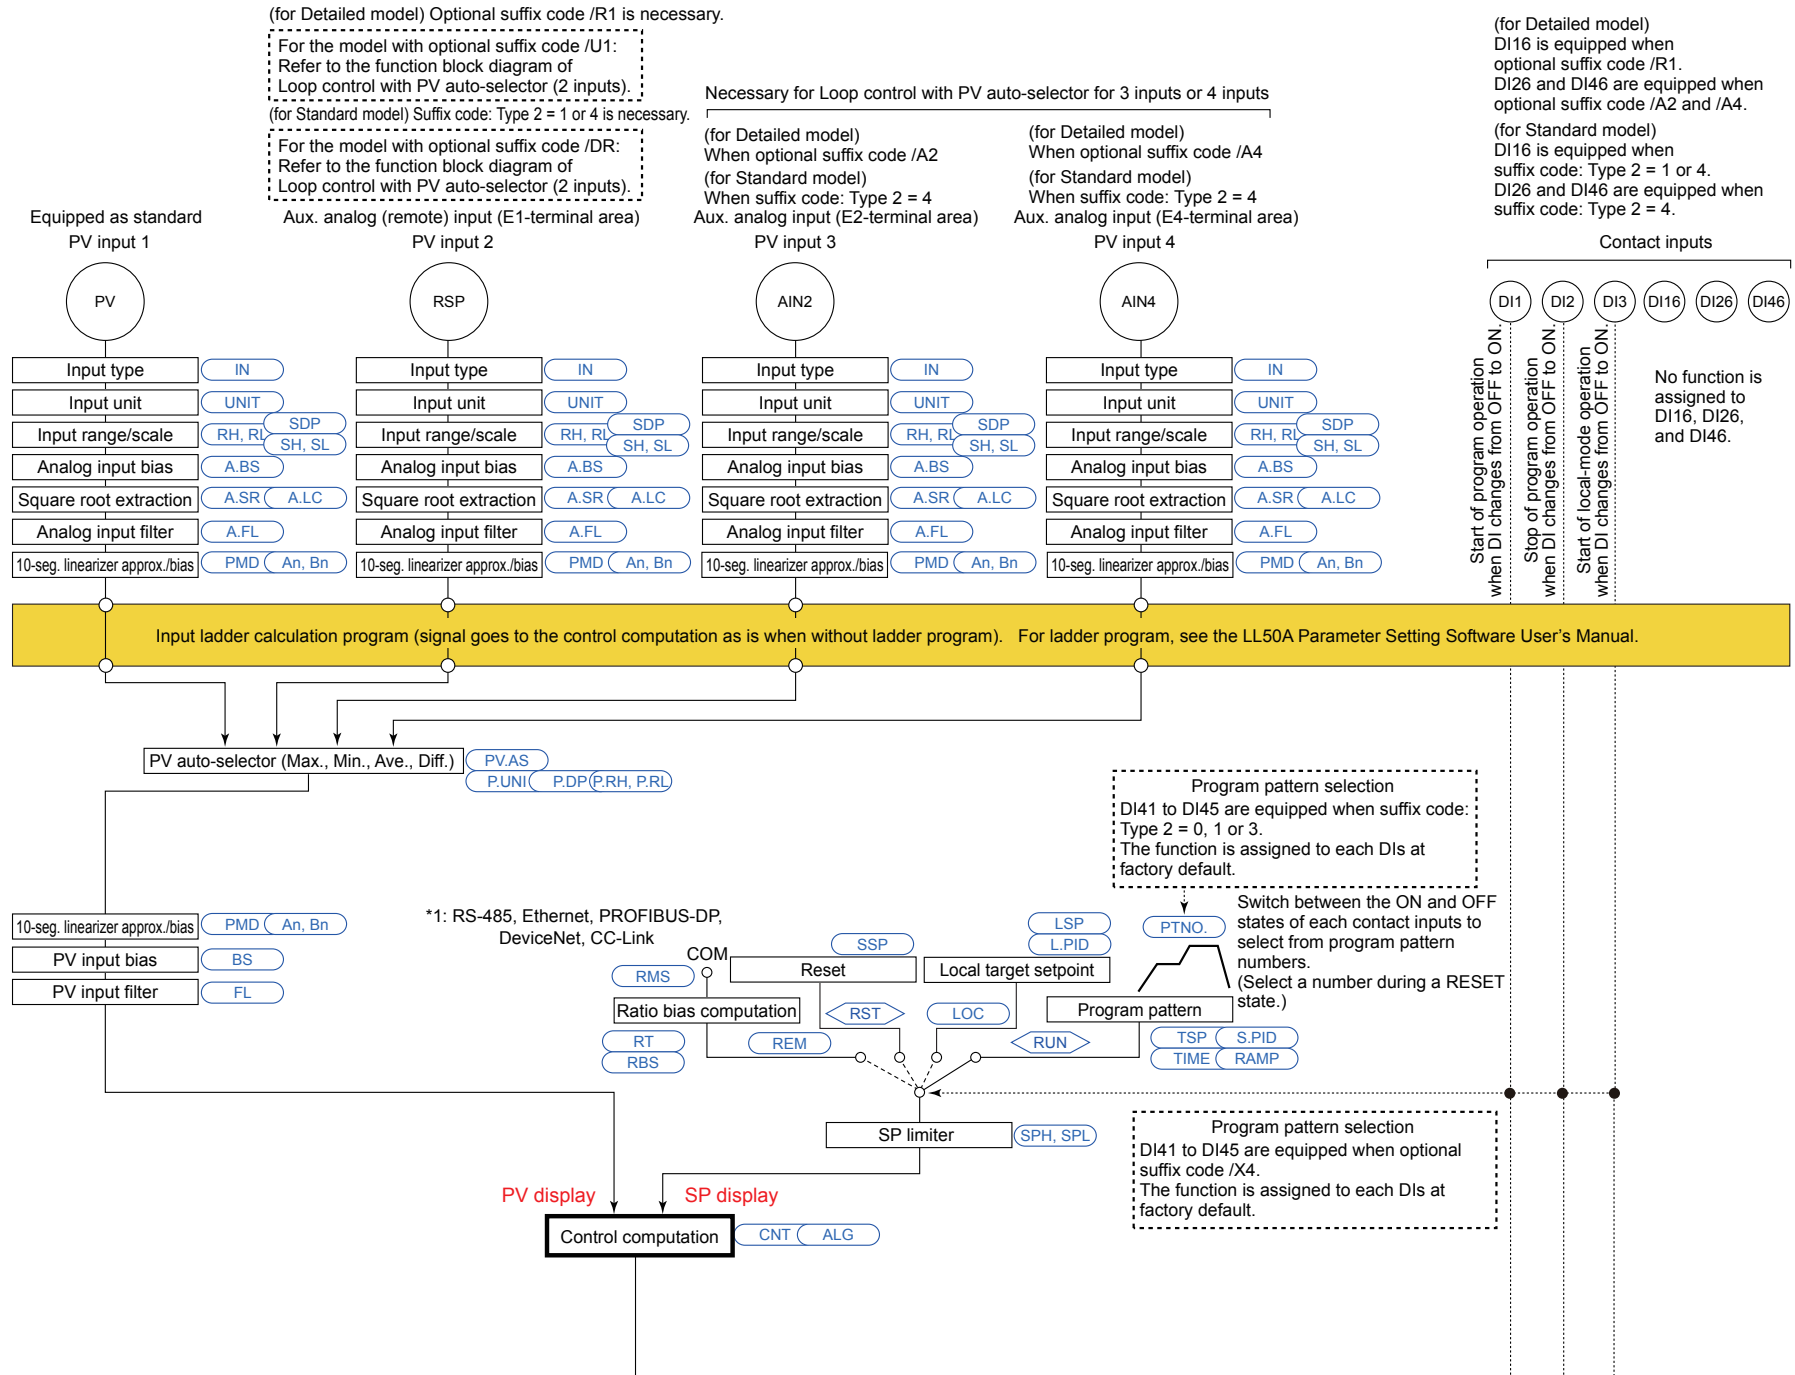 (for Detailed model) Optional suffix code /R1 is necessary.
For the model with optional suffix code /U1:
Refer to the function block diagram of
Loop control with PV auto-selector (2 inputs).
(for Standard model) Suffix code: Type 2 = 1 or 4 is necessary.
For the model with optional suffix code /DR:
Refer to the function block diagram of
Loop control with PV auto-selector (2 inputs).
Necessary for Loop control with PV auto-selector for 3 inputs or 4 inputs
(for Detailed model)
When optional suffix code /A2
(for Standard model)
When suffix code: Type 2 = 4
(for Detailed model)
When optional suffix code /A4
(for Standard model)
When suffix code: Type 2 = 4
(for Detailed model)
DI16 is equipped when
optional suffix code /R1.
DI26 and DI46 are equipped when
optional suffix code /A2 and /A4.
(for Standard model)
DI16 is equipped when
suffix code: Type 2 = 1 or 4.
DI26 and DI46 are equipped when
suffix code: Type 2 = 4.
Equipped as standard
PV input 1
Aux. analog (remote) input (E1-terminal area)
PV input 2
Aux. analog input (E2-terminal area)
PV input 3
Aux. analog input (E4-terminal area)
PV input 4
Contact inputs
PV
RSP
AIN2
AIN4
DI1
DI2
DI3
DI16
DI26
DI46
Input type
IN
Input unit
UNIT
Input range/scale
RH, RL
SDP
SH, SL
Analog input bias
A.BS
Square root extraction
A.SR
A.LC
Analog input filter
A.FL
10-seg. linearizer approx./bias
PMD
An, Bn
Input type
IN
Input unit
UNIT
Input range/scale
RH, RL
SDP
SH, SL
Analog input bias
A.BS
Square root extraction
A.SR
A.LC
Analog input filter
A.FL
10-seg. linearizer approx./bias
PMD
An, Bn
Input type
IN
Input unit
UNIT
Input range/scale
RH, RL
SDP
SH, SL
Analog input bias
A.BS
Square root extraction
A.SR
A.LC
Analog input filter
A.FL
10-seg. linearizer approx./bias
PMD
An, Bn
Input type
IN
Input unit
UNIT
Input range/scale
RH, RL
SDP
SH, SL
Analog input bias
A.BS
Square root extraction
A.SR
A.LC
Analog input filter
A.FL
10-seg. linearizer approx./bias
PMD
An, Bn
Start of program operation
when DI changes from OFF to ON.
Stop of program operation
when DI changes from OFF to ON.
Start of local-mode operation
when DI changes from OFF to ON.
No function is
assigned to
DI16, DI26,
and DI46.
Input ladder calculation program (signal goes to the control computation as is when without ladder program). For ladder program, see the LL50A Parameter Setting Software User's Manual.
PV auto-selector (Max., Min., Ave., Diff.)
PV.AS
P.UNI
P.DP
P.RH, P.RL
Program pattern selection
DI41 to DI45 are equipped when suffix code:
Type 2 = 0, 1 or 3.
The function is assigned to each DIs at
factory default.
10-seg. linearizer approx./bias
PMD
An, Bn
PV input bias
BS
PV input filter
FL
*1: RS-485, Ethernet, PROFIBUS-DP,
DeviceNet, CC-Link
COM
RMS
Ratio bias computation
RT
RBS
REM
SSP
Reset
RST
LSP
L.PID
Local target setpoint
LOC
RUN
PTNO.
Switch between the ON and OFF
states of each contact inputs to
select from program pattern
numbers.
(Select a number during a RESET
state.)
Program pattern
TSP
S.PID
TIME
RAMP
SP limiter
SPH, SPL
Program pattern selection
DI41 to DI45 are equipped when optional
suffix code /X4.
The function is assigned to each DIs at
factory default.
PV display
SP display
Control computation
CNT
ALG